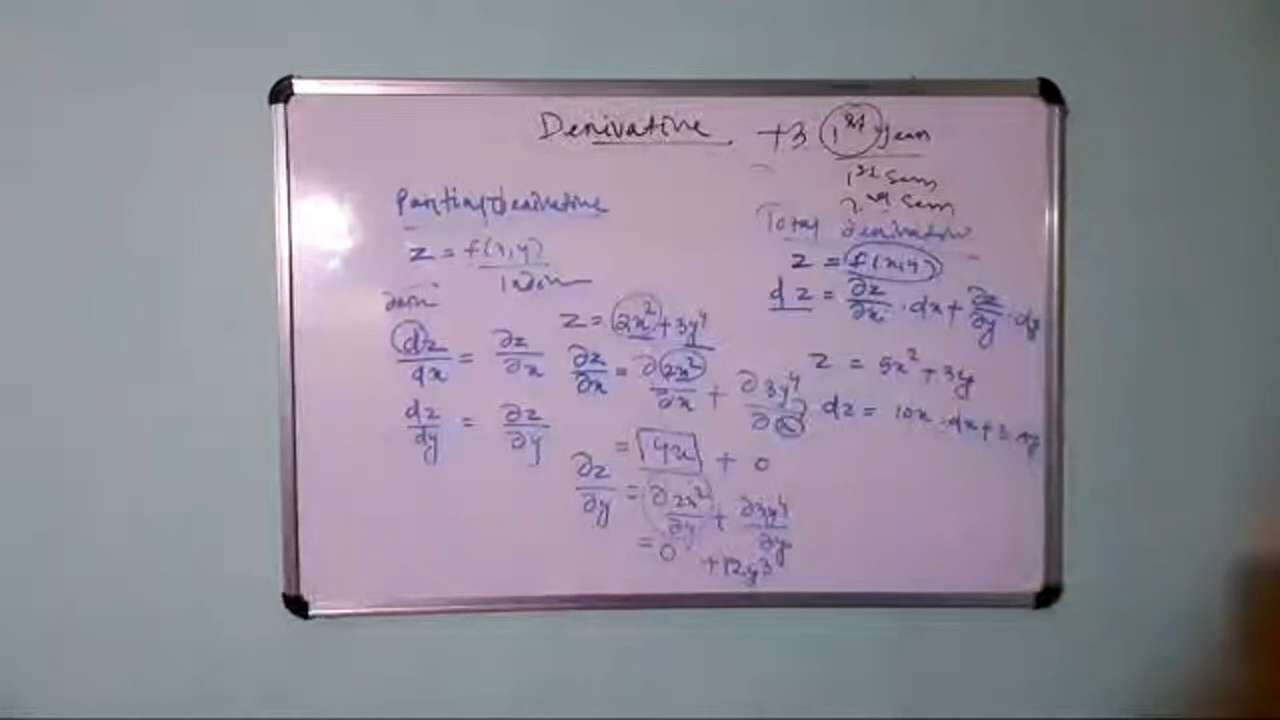 Derivative +3 1st year
1st Sem
2nd Sem
Partial derivative
z = f(x,y)
dz/dx = ∂z/∂x
dz/dy = ∂z/∂y
z = 2x² + 3y⁴
∂z/∂x = ∂2x²/∂x + ∂3y⁴/∂x
= 4x + 0
∂z/∂y = ∂2x²/∂y + ∂3y⁴/∂y
= 0 + 12y³
Total derivative
z = f(x,y)
dz = ∂z/∂x · dx + ∂z/∂y · dy
z = 5x² + 3y
dz = 10x · dx + 3 · dy